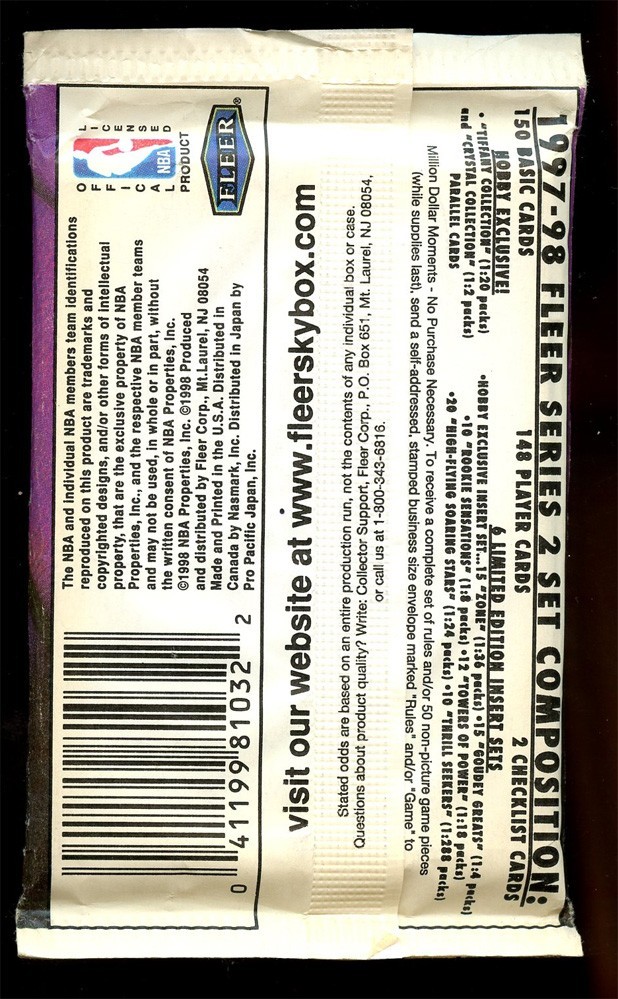 1997-98 FLEER SERIES 2 SET COMPOSITION:
150 BASIC CARDS 148 PLAYER CARDS 2 CHECKLIST CARDS
HOBBY EXCLUSIVE!
• "TIFFANY COLLECTION" (1:20 packs)
and "CRYSTAL COLLECTION" (1:2 packs)
PARALLEL CARDS
6 LIMITED EDITION INSERT SETS
•HOBBY EXCLUSIVE INSERT SET...15 "ZONE" (1:36 packs) •15 "GOUDEY GREATS" (1:4 packs)
•10 "ROOKIE SENSATIONS" (1:8 packs) •12 "TOWERS OF POWER" (1:18 packs)
•20 "HIGH-FLYING SOARING STARS" (1:24 packs) •10 "THRILL SEEKERS" (1:288 packs)
Million Dollar Moments - No Purchase Necessary. To receive a complete set of rules and/or 50 non-picture game pieces
(while supplies last), send a self-addressed, stamped business size envelope marked "Rules" and/or "Game" to
Stated odds are based on an entire production run, not the contents of any individual box or case.
Questions about product quality? Write: Collector Support, Fleer Corp., P.O. Box 651, Mt. Laurel, NJ 08054,
or call us at 1-800-343-6816.
visit our website at www.fleerskybox.com
The NBA and individual NBA members team identifications
reproduced on this product are trademarks and
copyrighted designs, and/or other forms of intellectual
property, that are the exclusive property of NBA
Properties, Inc., and the respective NBA member teams
and may not be used, in whole or in part, without
the written consent of NBA Properties, Inc.
©1998 NBA Properties, Inc. ©1998 Produced
and distributed by Fleer Corp., Mt.Laurel, NJ 08054
Made and Printed in the U.S.A. Distributed in
Canada by Nasmark, Inc. Distributed in Japan by
Pro Pacific Japan, Inc.
OFFICIAL
LICENSED
NBA
PRODUCT
FLEER®
0 41199 81032 2